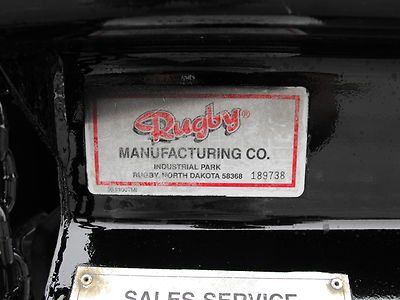 Rugby®
MANUFACTURING CO.
INDUSTRIAL PARK
RUGBY, NORTH DAKOTA 58368 189738
SALES SERVICE